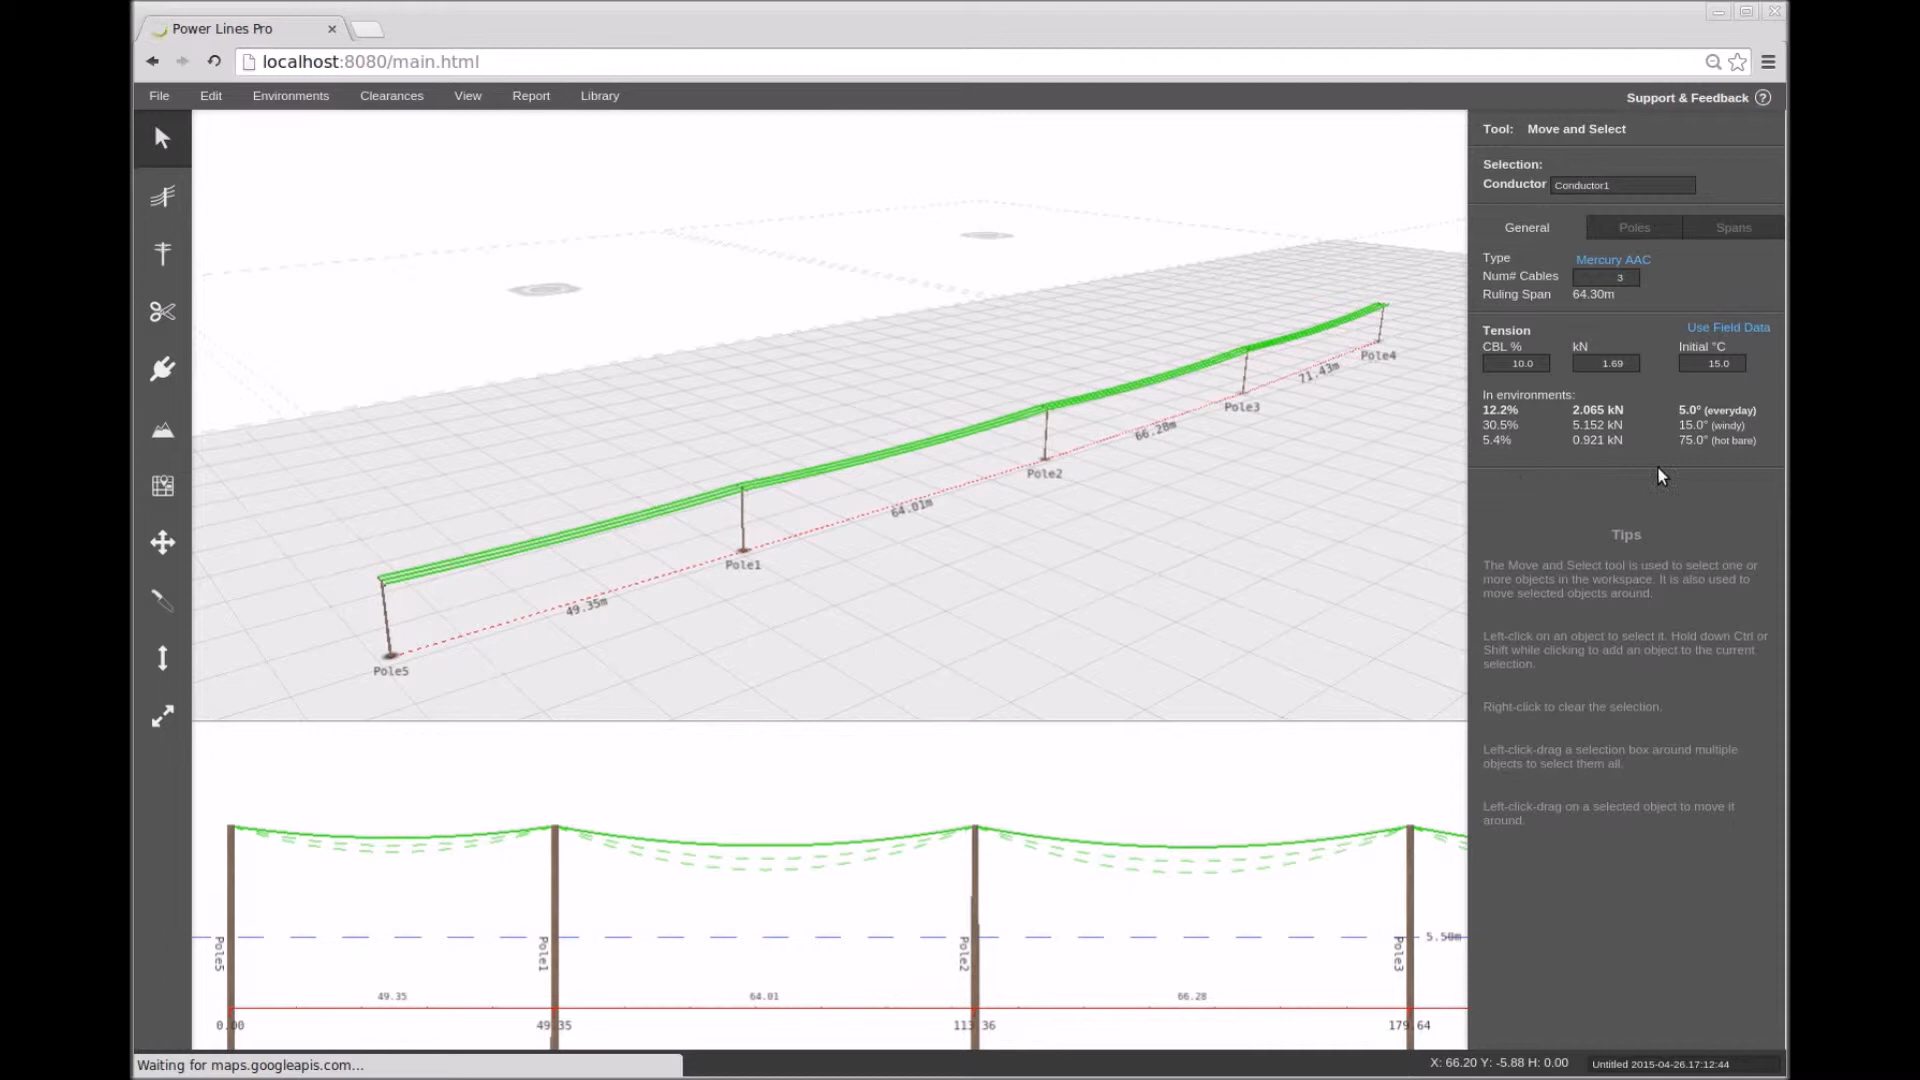 Power Lines Pro
localhost:8080/main.html
File Edit Environments Clearances View Report Library Support & Feedback ?
Tool: Move and Select
Selection:
Conductor Conductor1
General Poles Spans
Type Mercury AAC
Num# Cables 3
Ruling Span 64.30m
Tension Use Field Data
CBL % kN Initial °C
10.0 1.69 15.0
In environments:
12.2% 2.065 kN 5.0° (everyday)
30.5% 5.152 kN 15.0° (windy)
5.4% 0.921 kN 75.0° (hot bare)
Tips
The Move and Select tool is used to select one or
more objects in the workspace. It is also used to
move selected objects around.
Left-click on an object to select it. Hold down Ctrl or
Shift while clicking to add an object to the current
selection.
Right-click to clear the selection.
Left-click-drag a selection box around multiple
objects to select them all.
Left-click-drag on a selected object to move it
around.
Pole4
71.43m
Pole3
66.28m
Pole2
64.01m
Pole1
49.35m
Pole5
Pole5 Pole1 Pole2 Pole3
5.50m
49.35 64.01 66.28
0.00 49.35 113.36 179.64
Waiting for maps.googleapis.com...
X: 66.20 Y: -5.88 H: 0.00
Untitled 2015-04-26.17:12:44